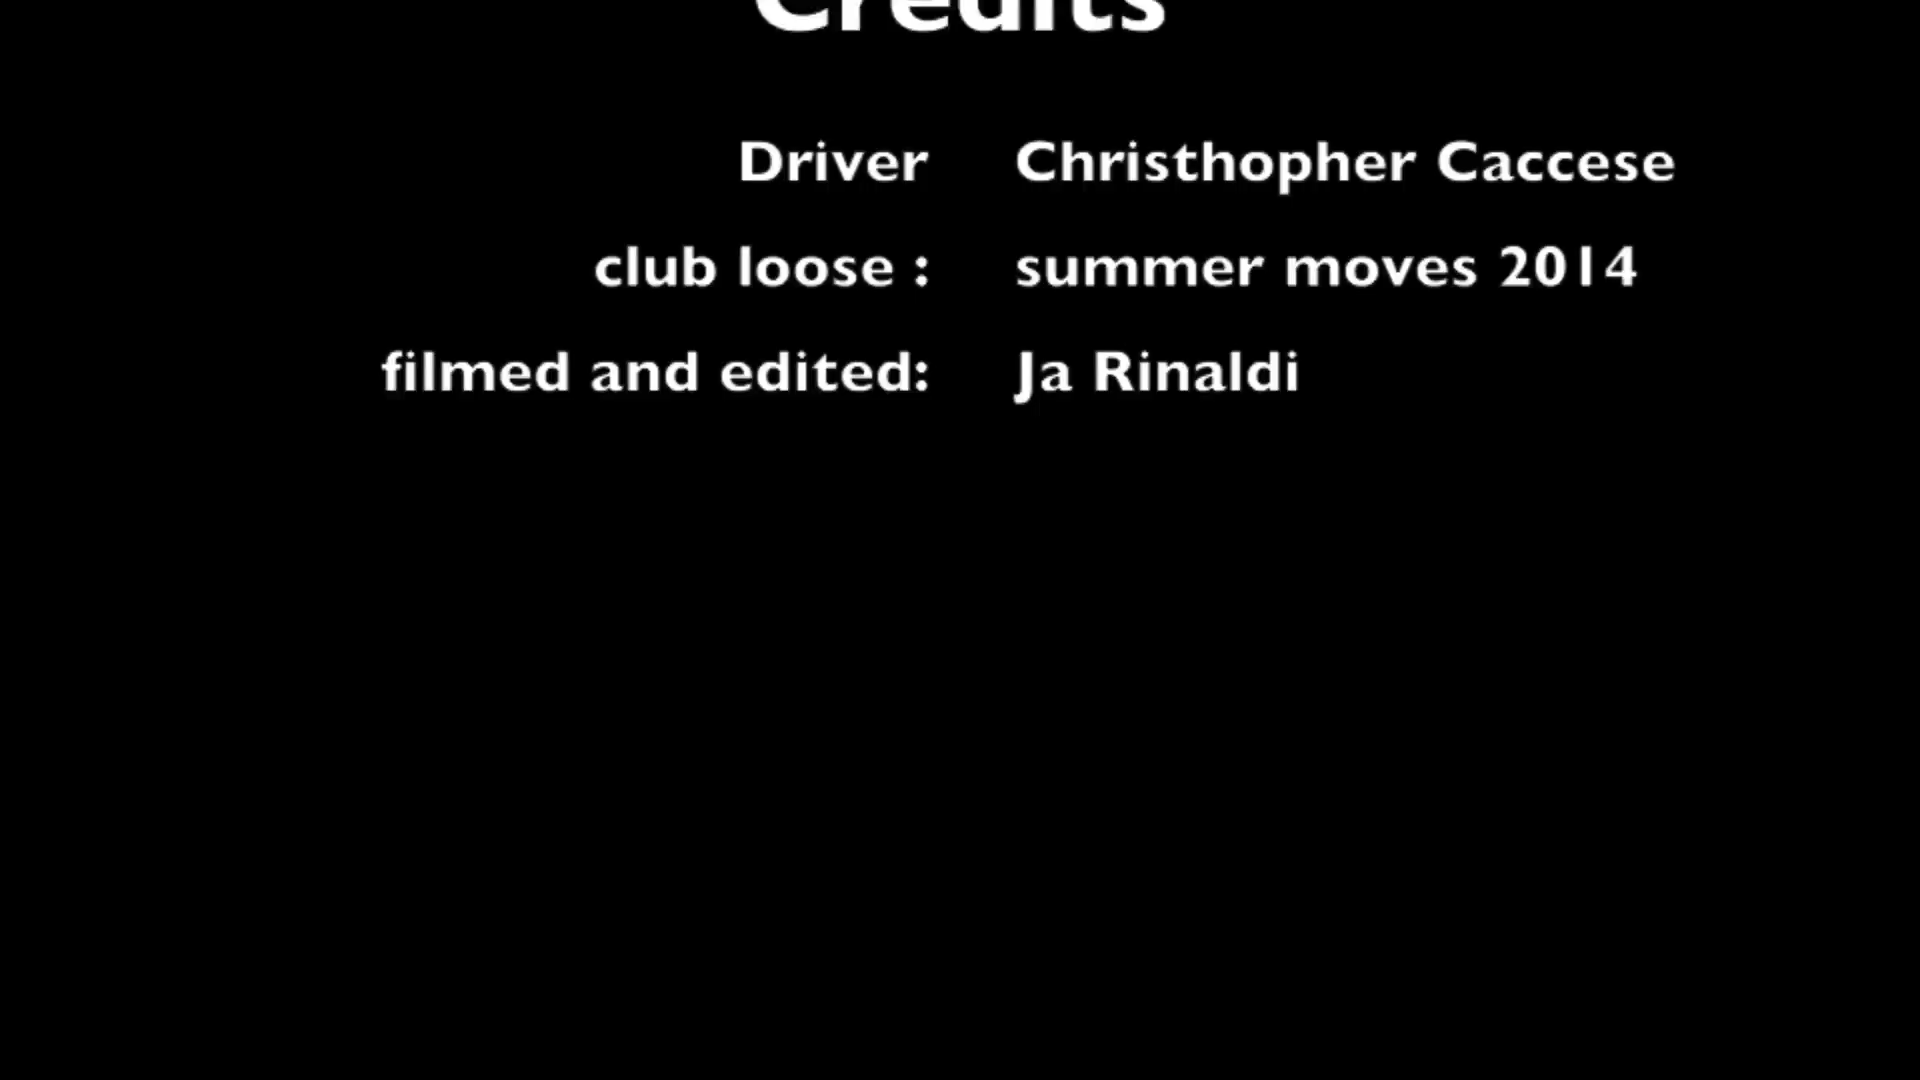 Credits
Driver Christhopher Caccese
club loose : summer moves 2014
filmed and edited: Ja Rinaldi